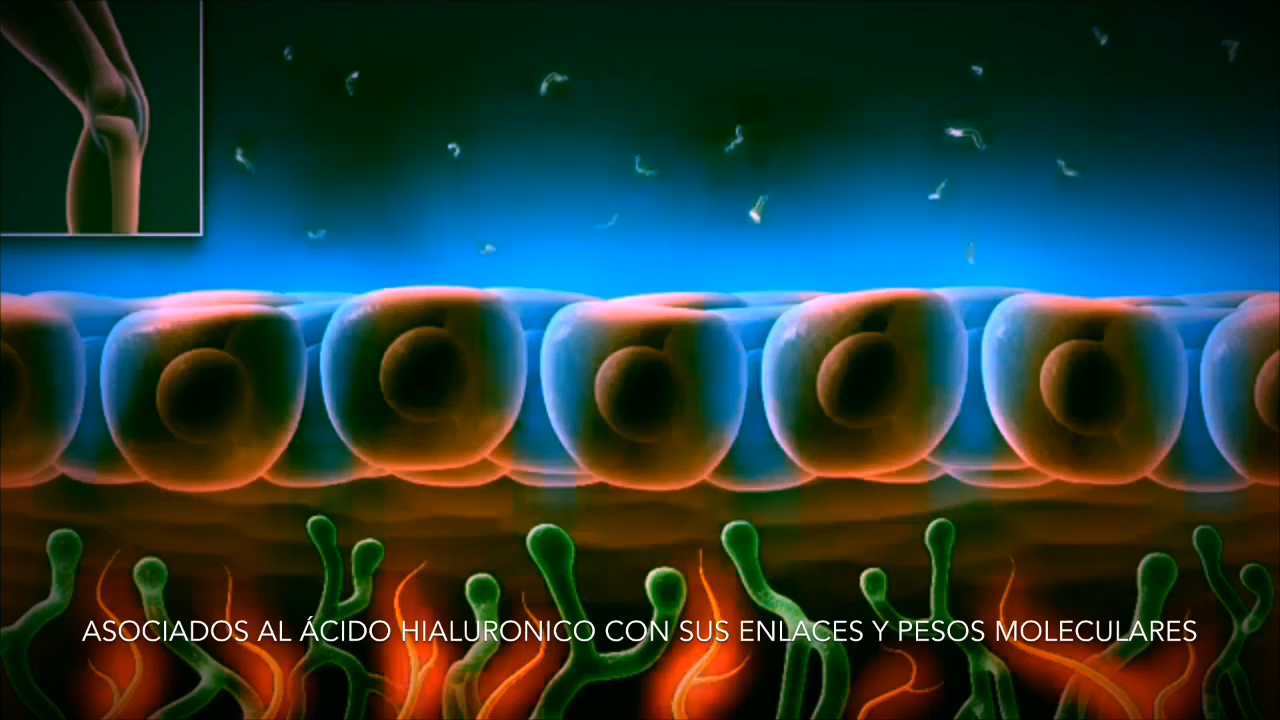 ASOCIADOS AL ÁCIDO HIALURONICO CON SUS ENLACES Y PESOS MOLECULARES